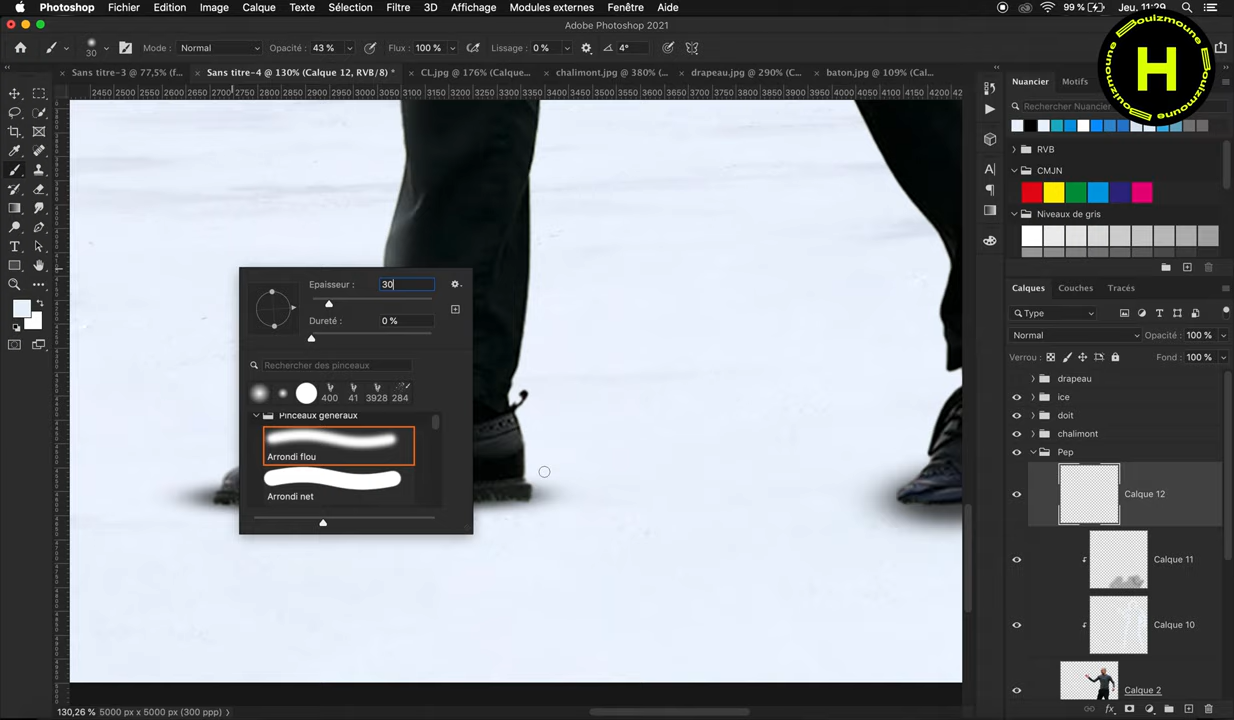 Photoshop Fichier Edition Image Calque Texte Sélection Filtre 3D Affichage Modules externes Fenêtre Aide 99 % Jeu. 11:29
Adobe Photoshop 2021
30 Mode : Normal Opacité : 43 % Flux : 100 % Lissage : 0 % 4°
Sans titre-3 @ 77,5% (f... Sans titre-4 @ 130% (Calque 12, RVB/8) * CL.jpg @ 176% (Calque... chalimont.jpg @ 380% (... drapeau.jpg @ 290% (C... baton.jpg @ 109% (Cal...
2450 2500 2550 2600 2650 2700 2750 2800 2850 2900 2950 3000 3050 3100 3150 3200 3250 3300 3350 3400 3450 3500 3550 3600 3650 3700 3750 3800 3850 3900 3950 4000 4050 4100 4150 42
Houizmoune
Houizmoune
Houizmoune
H
Nuancier Motifs
Rechercher Nuancier
RVB
CMJN
Niveaux de gris
Epaisseur : 30
Dureté : 0 %
Rechercher des pinceaux
400 41 3928 284
Pinceaux généraux
Arrondi flou
Arrondi net
Calques Couches Tracés
Type
Normal Opacité : 100 %
Verrou : Fond : 100 %
drapeau
ice
doit
chalimont
Pep
Calque 12
Calque 11
Calque 10
Calque 2
130,26 % 5000 px x 5000 px (300 ppp)